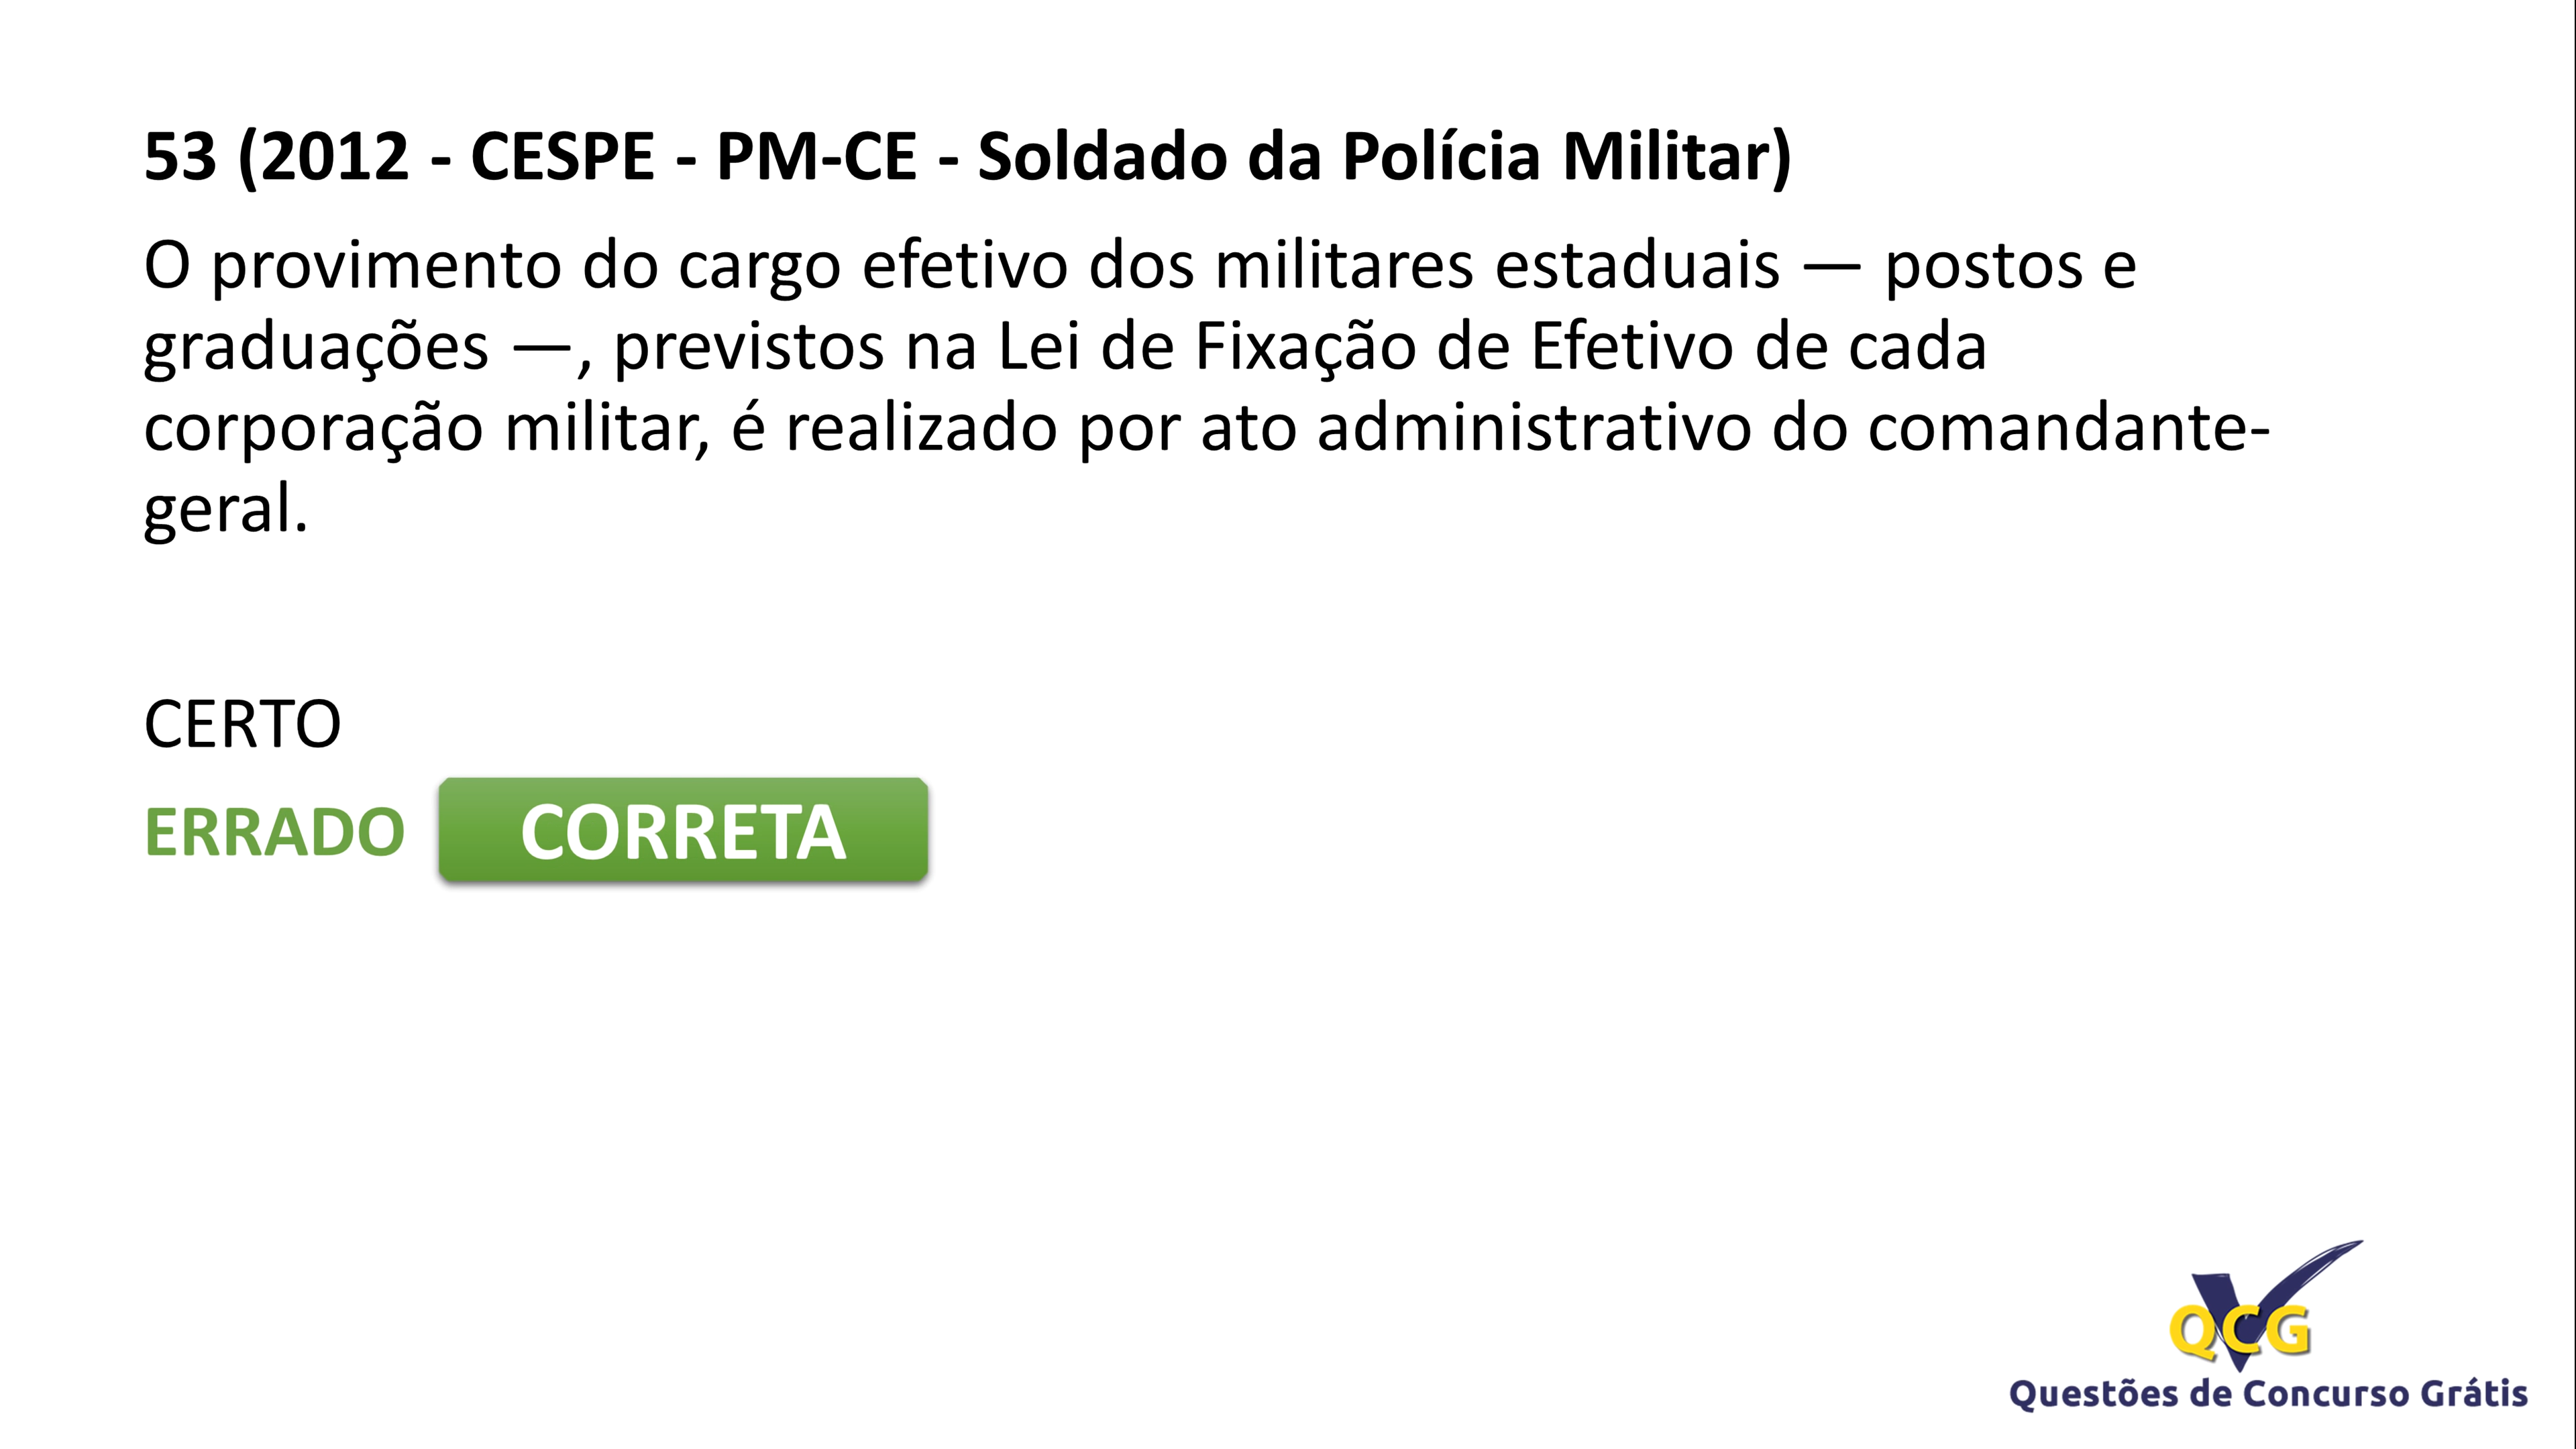 53 (2012 - CESPE - PM-CE - Soldado da Polícia Militar)
O provimento do cargo efetivo dos militares estaduais — postos e
graduações —, previstos na Lei de Fixação de Efetivo de cada
corporação militar, é realizado por ato administrativo do comandante-
geral.
CERTO
ERRADO CORRETA
QCG
Questões de Concurso Grátis